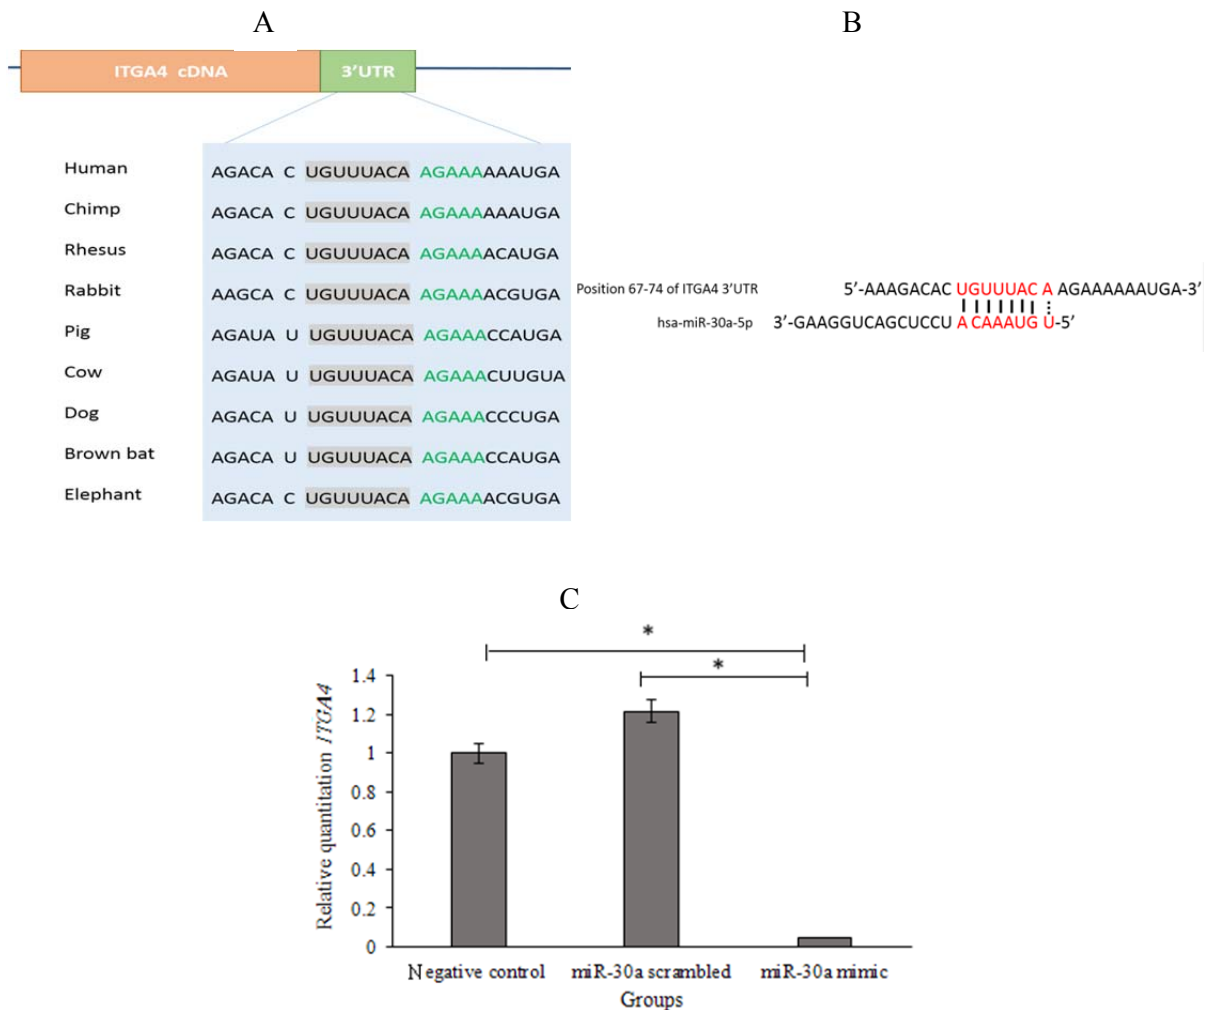 A
B
ITGA4 cDNA 3'UTR
Human AGACA C UGUUUACA AGAAAAAAUGA
Chimp AGACA C UGUUUACA AGAAAAAAUGA
Rhesus AGACA C UGUUUACA AGAAAACAUGA
Rabbit AAGCA C UGUUUACA AGAAAACGUGA
Pig AGAUA U UGUUUACA AGAAACCAUGA
Cow AGAUA U UGUUUACA AGAAACUUGUA
Dog AGACA U UGUUUACA AGAAACCCUGA
Brown bat AGACA U UGUUUACA AGAAACCAUGA
Elephant AGACA C UGUUUACA AGAAAACGUGA
Position 67-74 of ITGA4 3'UTR 5'-AAAGACAC UGUUUAC A AGAAAAAAUGA-3'
hsa-miR-30a-5p 3'-GAAGGUCAGCUCCU A CAAAUG U-5'
C
*
*
Relative quantitation ITGA4
1.4
1.2
1
0.8
0.6
0.4
0.2
0
Negative control miR-30a scrambled miR-30a mimic
Groups